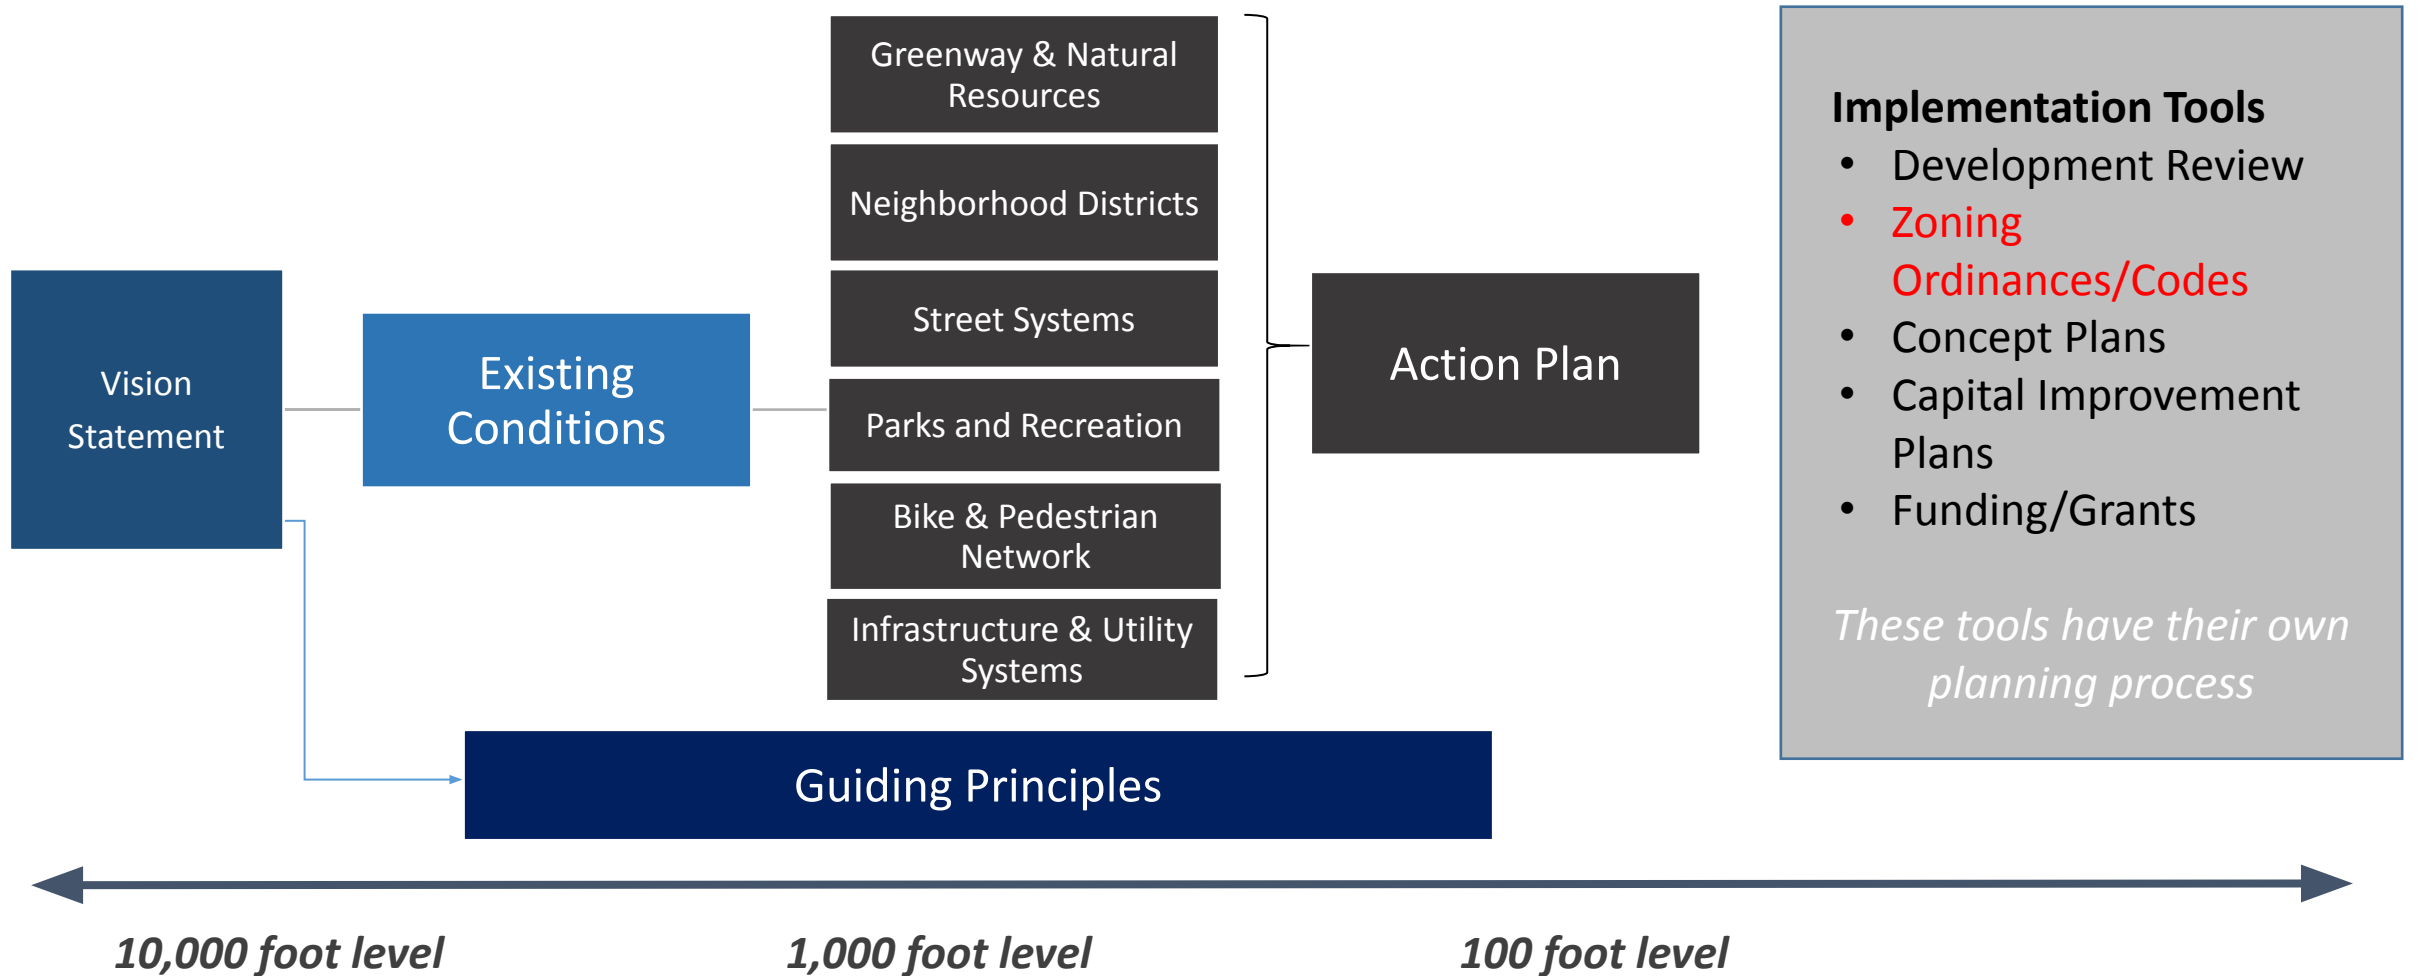 Vision
Statement
Existing
Conditions
Greenway & Natural
Resources
Neighborhood Districts
Street Systems
Parks and Recreation
Bike & Pedestrian
Network
Infrastructure & Utility
Systems
Action Plan
Guiding Principles
Implementation Tools
• Development Review
• Zoning
Ordinances/Codes
• Concept Plans
• Capital Improvement
Plans
• Funding/Grants
These tools have their own
planning process
10,000 foot level
1,000 foot level
100 foot level